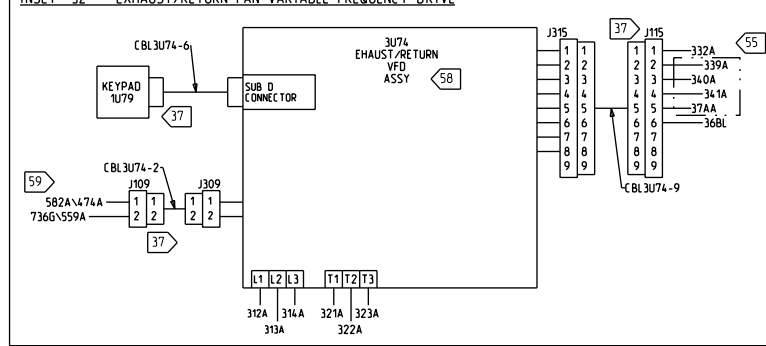 INSET "32" EXHAUST/RETURN FAN VARIABLE FREQUENCY DRIVE
CBL3U74-6
KEYPAD
1U79
37
SUB D
CONNECTOR
3U74
EHAUST/RETURN
VFD
ASSY
58
J315
37
J115
55
1 1 1 1
2 2 2 2
3 3 3 3
4 4 4 4
5 5 5 5
6 6 6 6
7 7 7 7
8 8 8 8
9 9 9 9
332A
339A
340A
341A
37AA
36BL
CBL3U74-9
CBL3U74-2
59
J109
J309
582A\474A
736G\559A
1 1 1 1
2 2 2 2
37
L1 L2 L3
T1 T2 T3
312A
313A
314A
321A
322A
323A